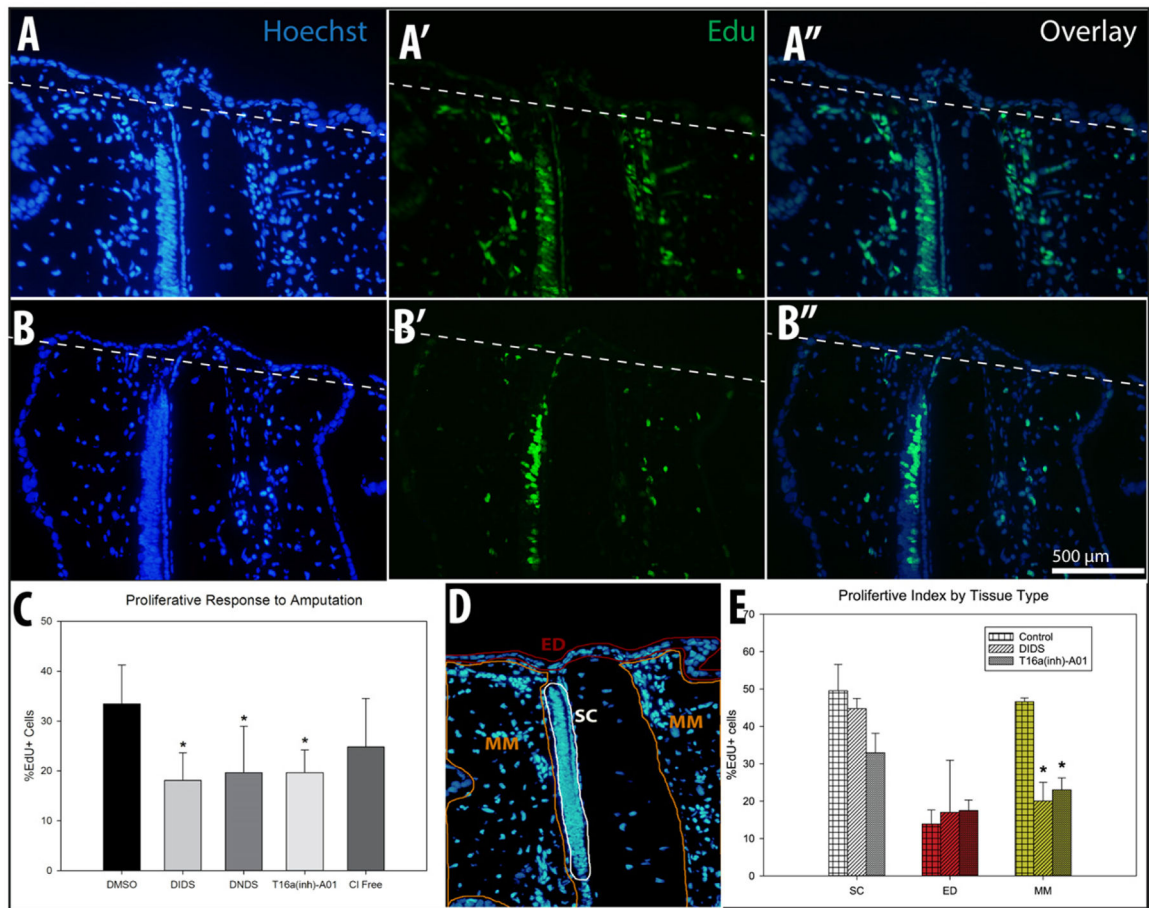 A Hoechst
A′ Edu
A″ Overlay
B
B′
B″
500 µm
C
Proliferative Response to Amputation
%EdU+ Cells
50
40
30
20
10
0
*
*
*
DMSO
DIDS
DNDS
T16a(inh)-A01
Cl Free
D
ED
SC
MM
MM
E
Prolifertive Index by Tissue Type
%EdU+ cells
70
60
50
40
30
20
10
0
Control
DIDS
T16a(inh)-A01
*
*
SC
ED
MM